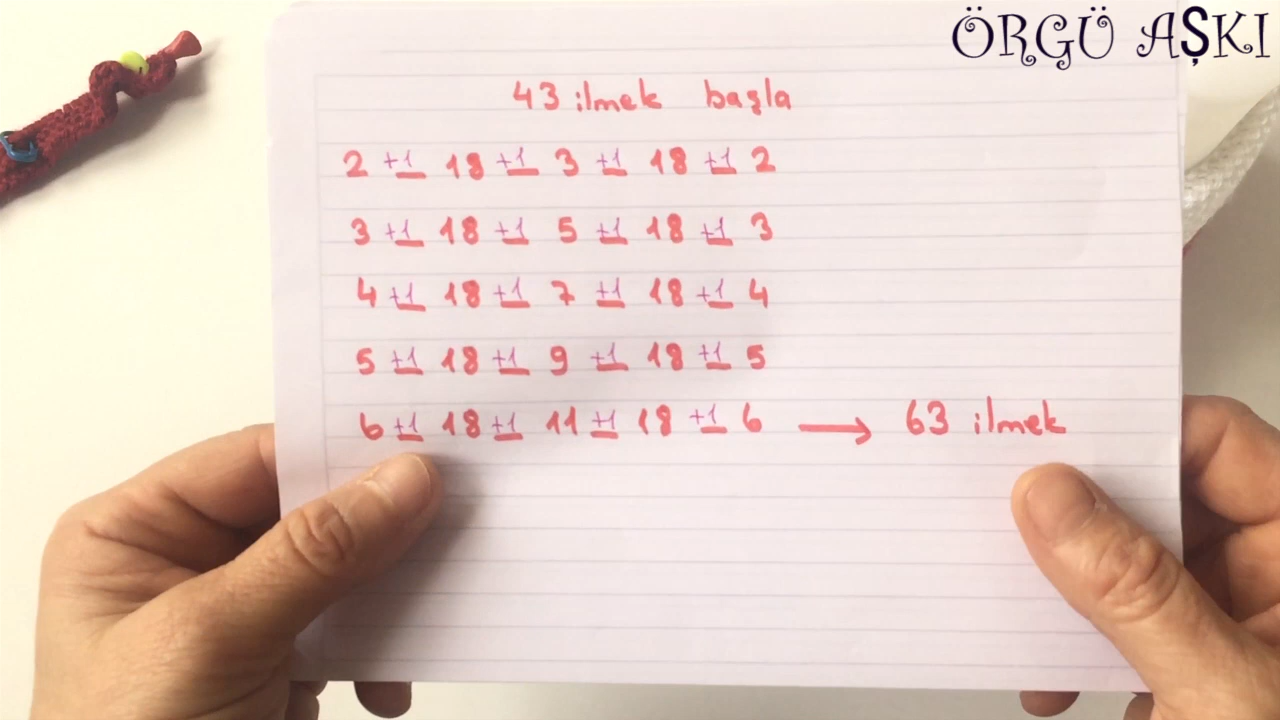 ÖRGÜ AŞKI
43 ilmek başla
2 +1 18 +1 3 +1 18 +1 2
3 +1 18 +1 5 +1 18 +1 3
4 +1 18 +1 7 +1 18 +1 4
5 +1 18 +1 9 +1 18 +1 5
6 +1 18 +1 11 +1 18 +1 6 → 63 ilmek